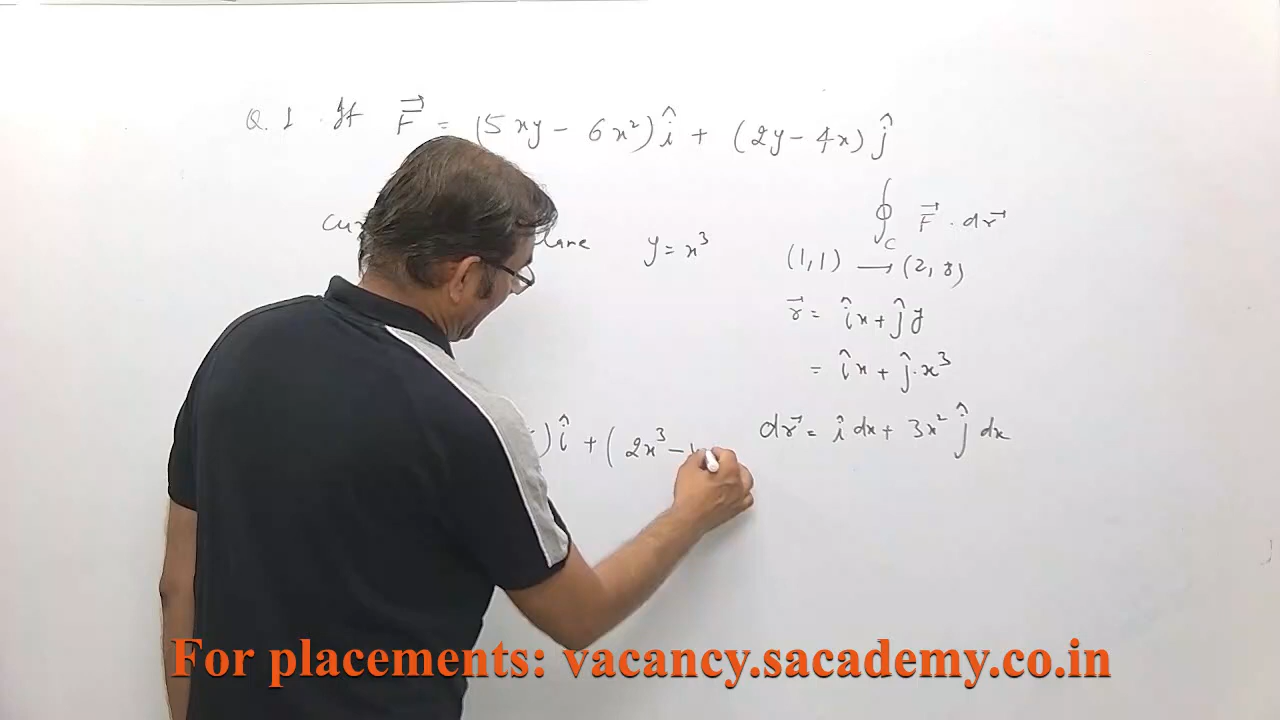 Q. 1 . If F⃗ = (5xy - 6x²) î + (2y - 4x) ĵ
y = x³
∮_C F⃗ · dr⃗
(1, 1) → (2, 8)
r⃗ = îx + ĵy
= îx + ĵ·x³
) î + ( 2x³ -
dr⃗ = î dx + 3x² ĵ dx
For placements: vacancy.sacademy.co.in